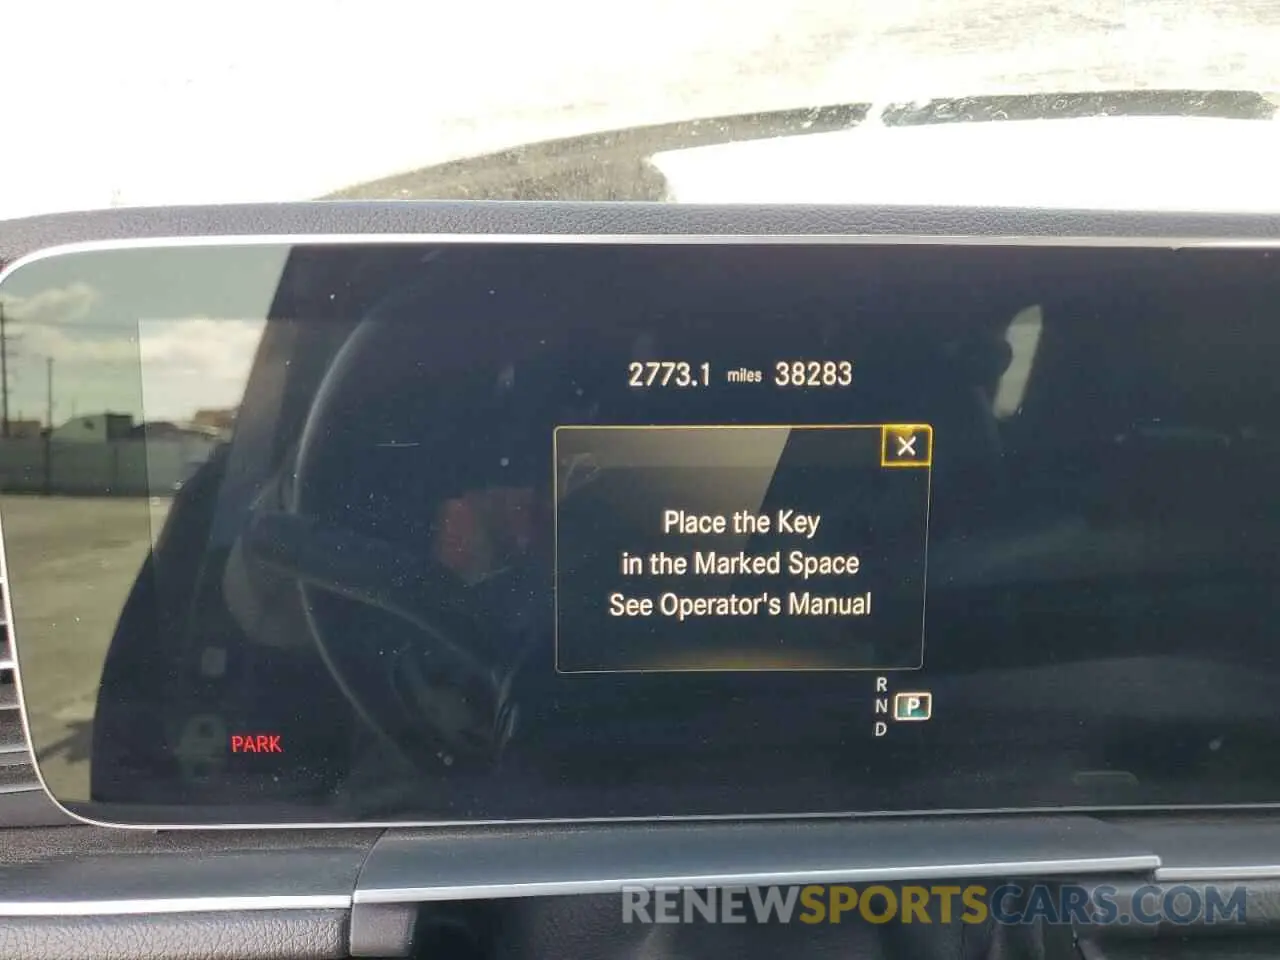 2773.1 miles 38283
X
Place the Key
in the Marked Space
See Operator's Manual
R
N P
D
PARK
RENEWSPORTSCARS.COM